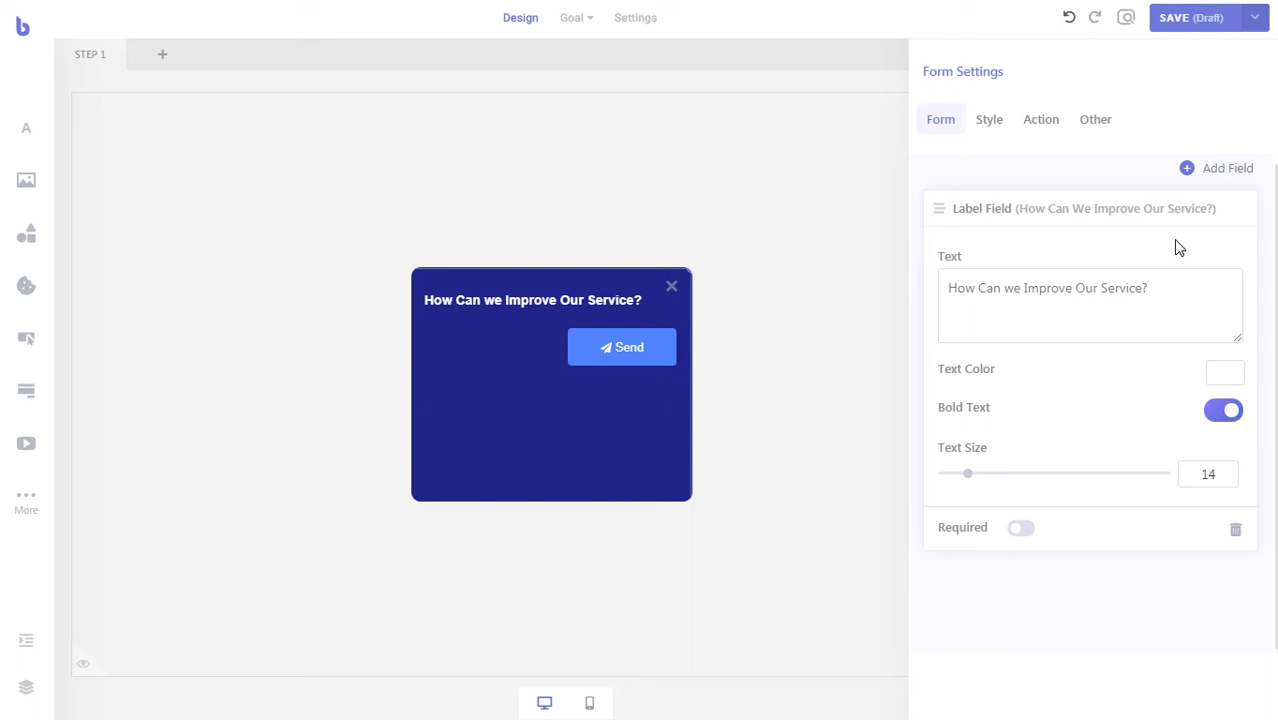 Design Goal Settings
SAVE (Draft)
STEP 1 +
Form Settings
Form Style Action Other
Add Field
Label Field (How Can We Improve Our Service?)
Text
How Can we Improve Our Service?
Text Color
Bold Text
Text Size
14
Required
How Can we Improve Our Service?
Send
A
More